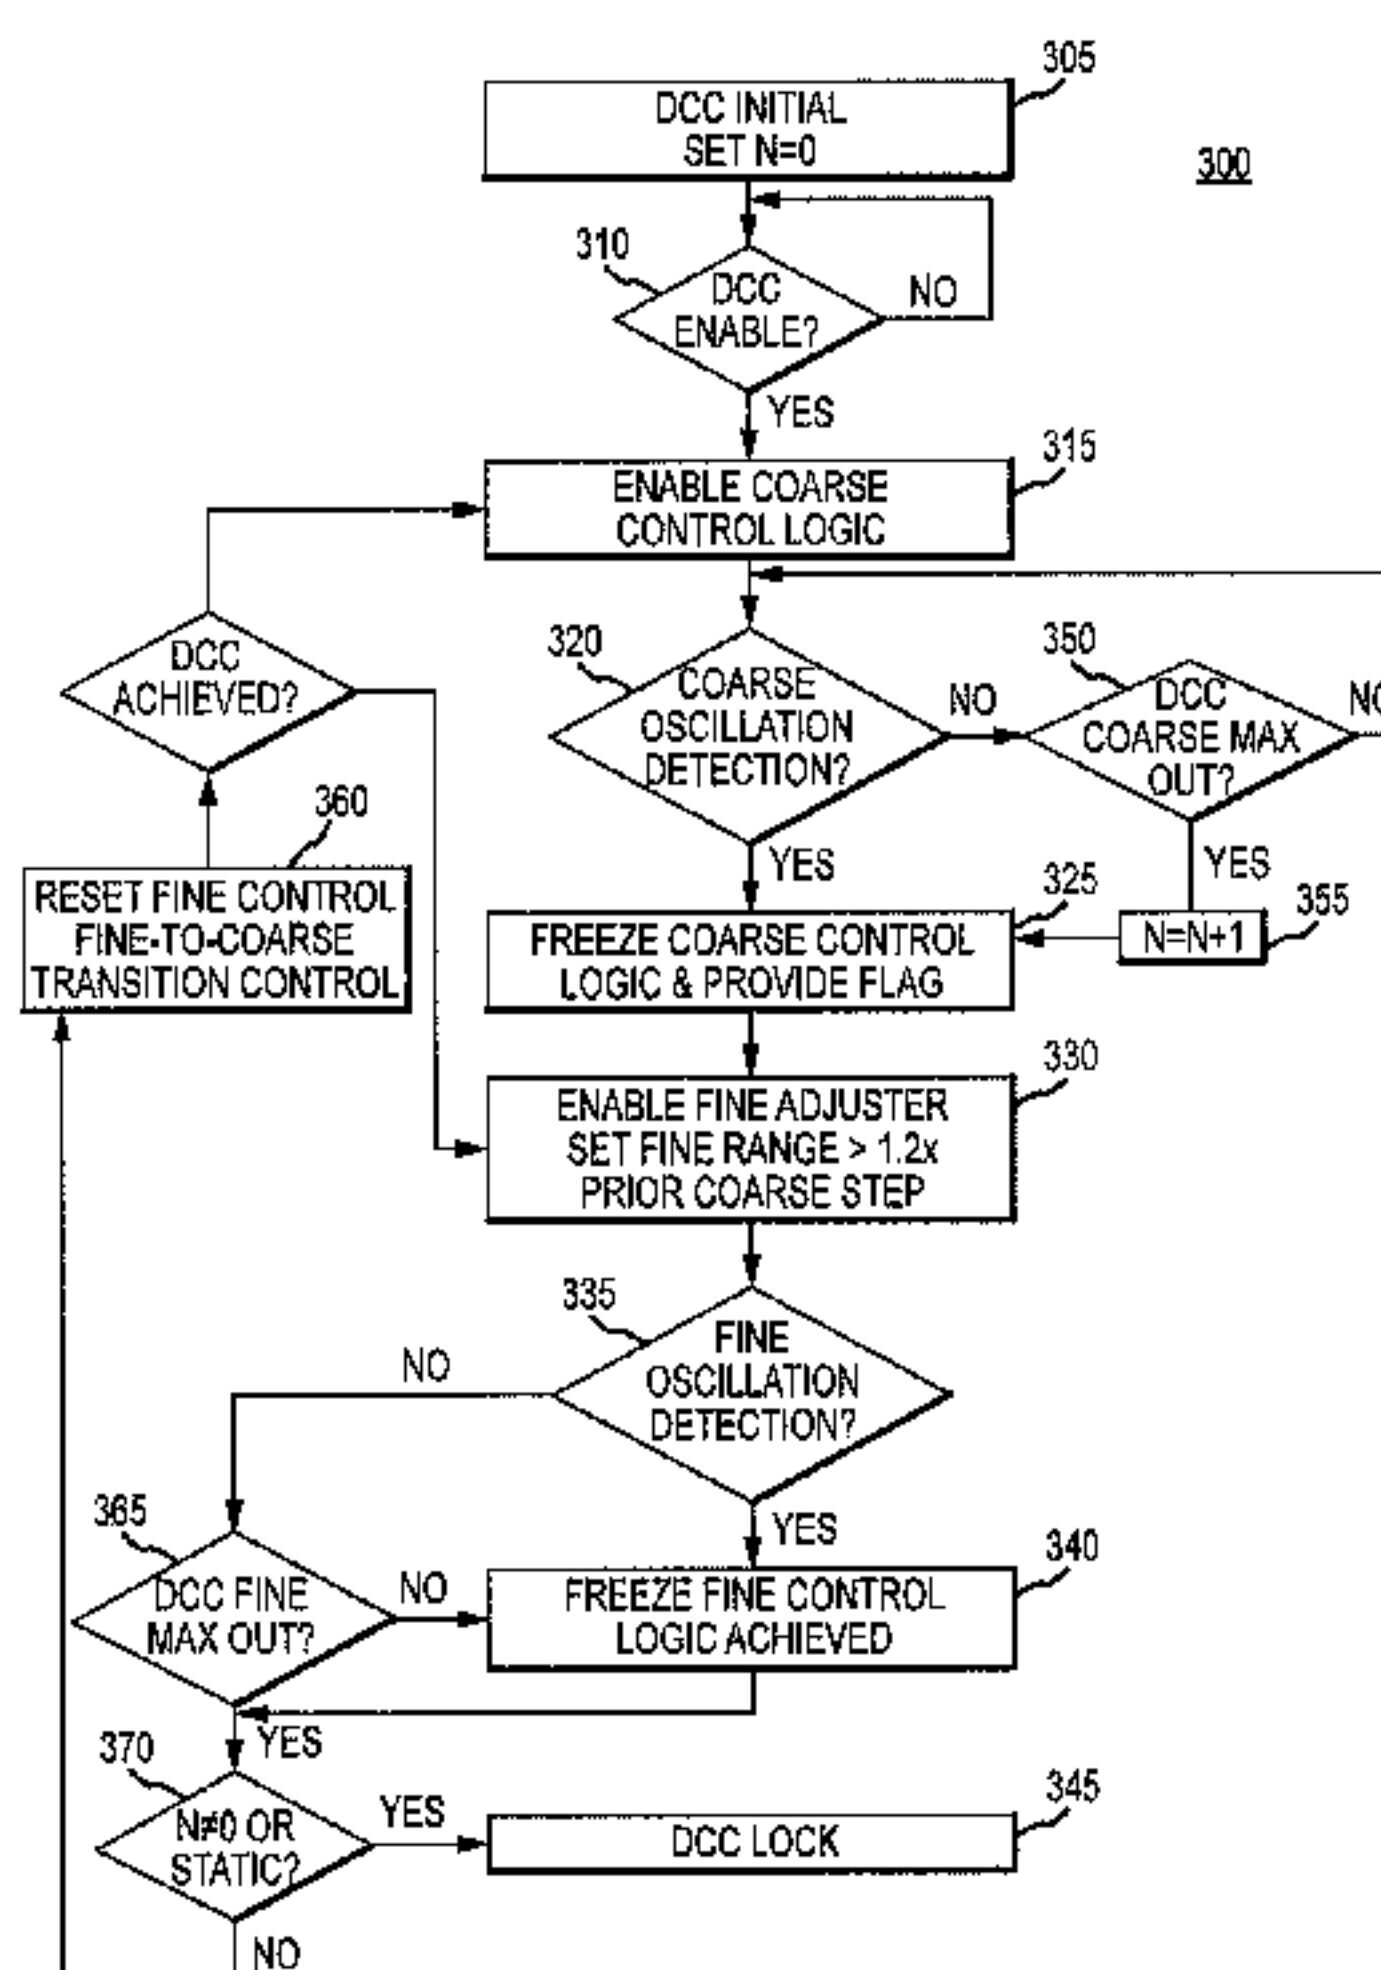 305
DCC INITIAL
SET N=0
300
310
DCC
ENABLE?
NO
YES
315
ENABLE COARSE
CONTROL LOGIC
DCC
ACHIEVED?
320
COARSE
OSCILLATION
DETECTION?
NO
350
DCC
COARSE MAX
OUT?
NO
YES
YES
360
RESET FINE CONTROL
FINE-TO-COARSE
TRANSITION CONTROL
325
FREEZE COARSE CONTROL
LOGIC & PROVIDE FLAG
355
N=N+1
330
ENABLE FINE ADJUSTER
SET FINE RANGE > 1.2x
PRIOR COARSE STEP
335
FINE
OSCILLATION
DETECTION?
NO
YES
365
DCC FINE
MAX OUT?
NO
340
FREEZE FINE CONTROL
LOGIC ACHIEVED
YES
370
N≠0 OR
STATIC?
YES
345
DCC LOCK
NO